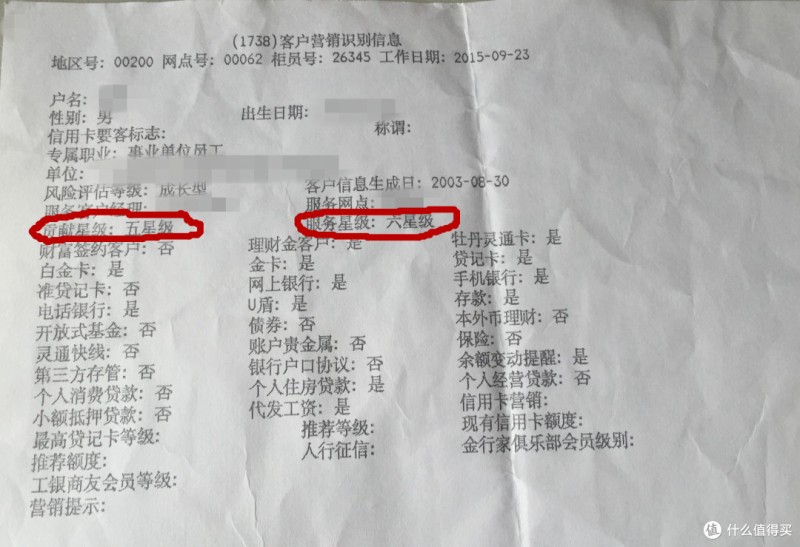 (1738)客户营销识别信息
地区号: 00200 网点号: 00062 柜员号: 26345 工作日期: 2015-09-23
户名:
性别: 男 出生日期: 称谓:
信用卡要客标志:
专属职业: 事业单位员工
单位:
风险评估等级: 成长型 客户信息生成日: 2003-08-30
服务客户经理: 服务网点:
贡献星级: 五星级 服务星级: 六星级
财富签约客户: 否 理财金客户: 是 牡丹灵通卡: 是
白金卡: 是 金卡: 是 贷记卡: 是
准贷记卡: 否 网上银行: 是 手机银行: 是
电话银行: 是 U盾: 是 存款: 是
开放式基金: 否 债券: 否 本外币理财: 否
灵通快线: 否 账户贵金属: 否 保险: 否
第三方存管: 否 银行户口协议: 否 余额变动提醒: 是
个人消费贷款: 否 个人住房贷款: 是 个人经营贷款: 否
小额抵押贷款: 否 代发工资: 是 信用卡营销:
最高贷记卡等级: 推荐等级: 现有信用卡额度:
推荐额度: 人行征信: 金行家俱乐部会员级别:
工银商友会员等级:
营销提示:
值 什么值得买